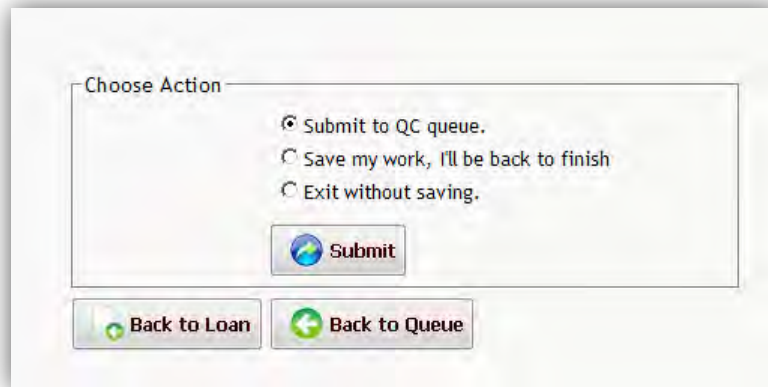 Choose Action
Submit to QC queue.
Save my work, I'll be back to finish
Exit without saving.
Submit
Back to Loan Back to Queue